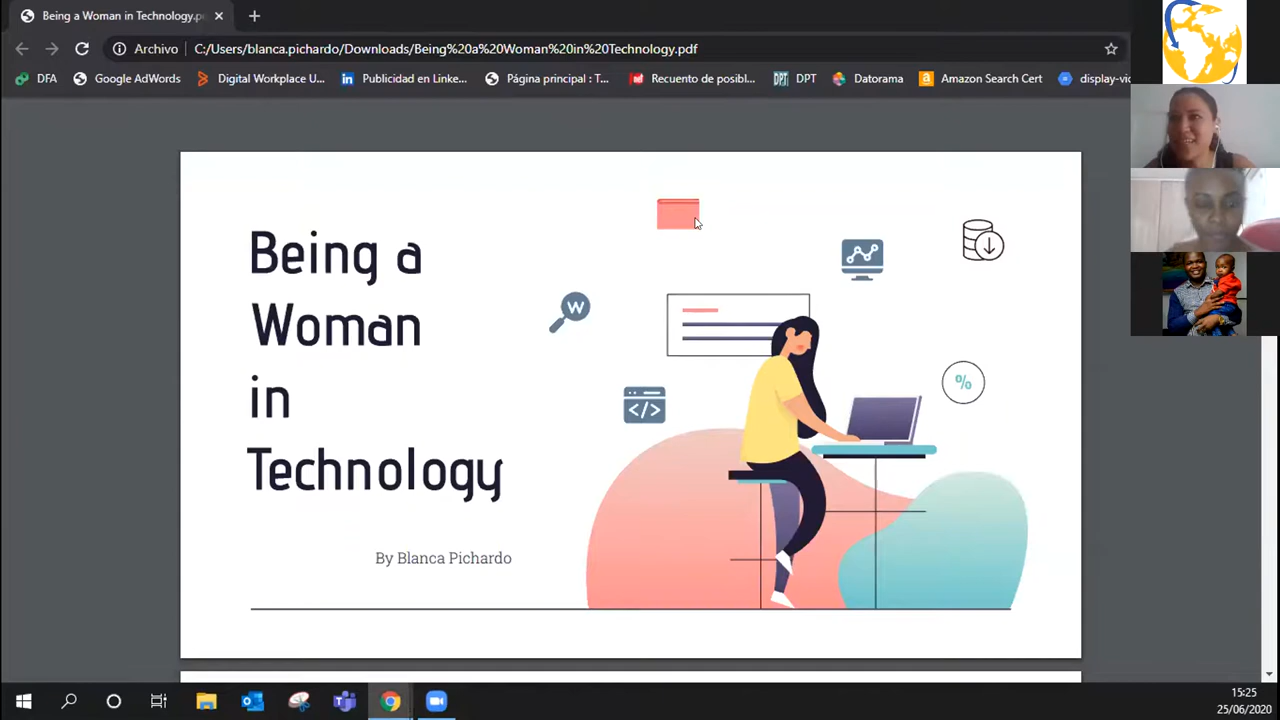 Being a Woman in Technology.p
Archivo
C:/Users/blanca.pichardo/Downloads/Being%20a%20Woman%20in%20Technology.pdf
DFA
Google AdWords
Digital Workplace U...
Publicidad en Linke...
Página principal : T...
Recuento de posibl...
DPT
DPT
Datorama
Amazon Search Cert
display-vi
Being a
Woman
in
Technology
By Blanca Pichardo
W
</>
%
15:25
25/06/2020